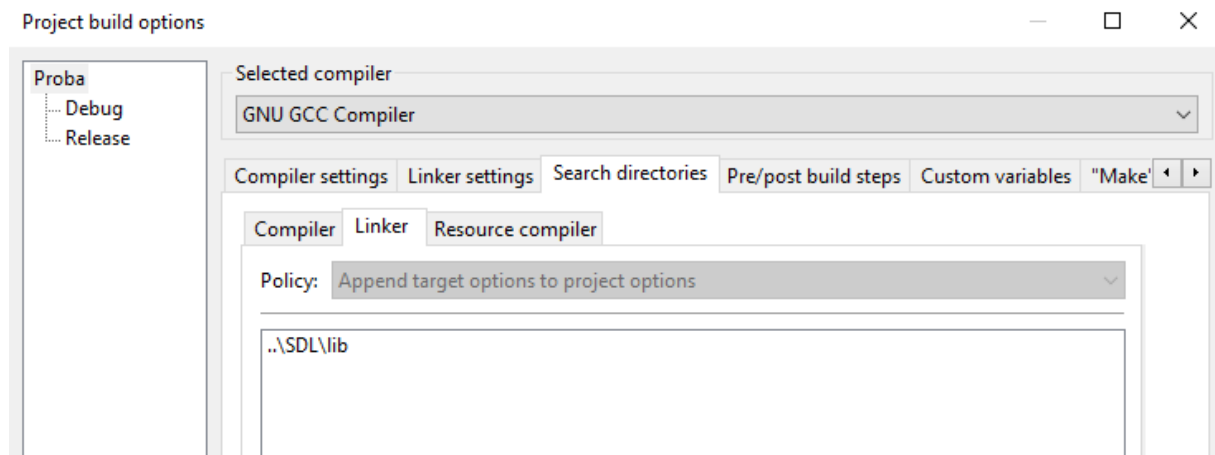 Project build options
Proba
Debug
Release
Selected compiler
GNU GCC Compiler
Compiler settings Linker settings Search directories Pre/post build steps Custom variables "Make"
Compiler Linker Resource compiler
Policy: Append target options to project options
..\SDL\lib